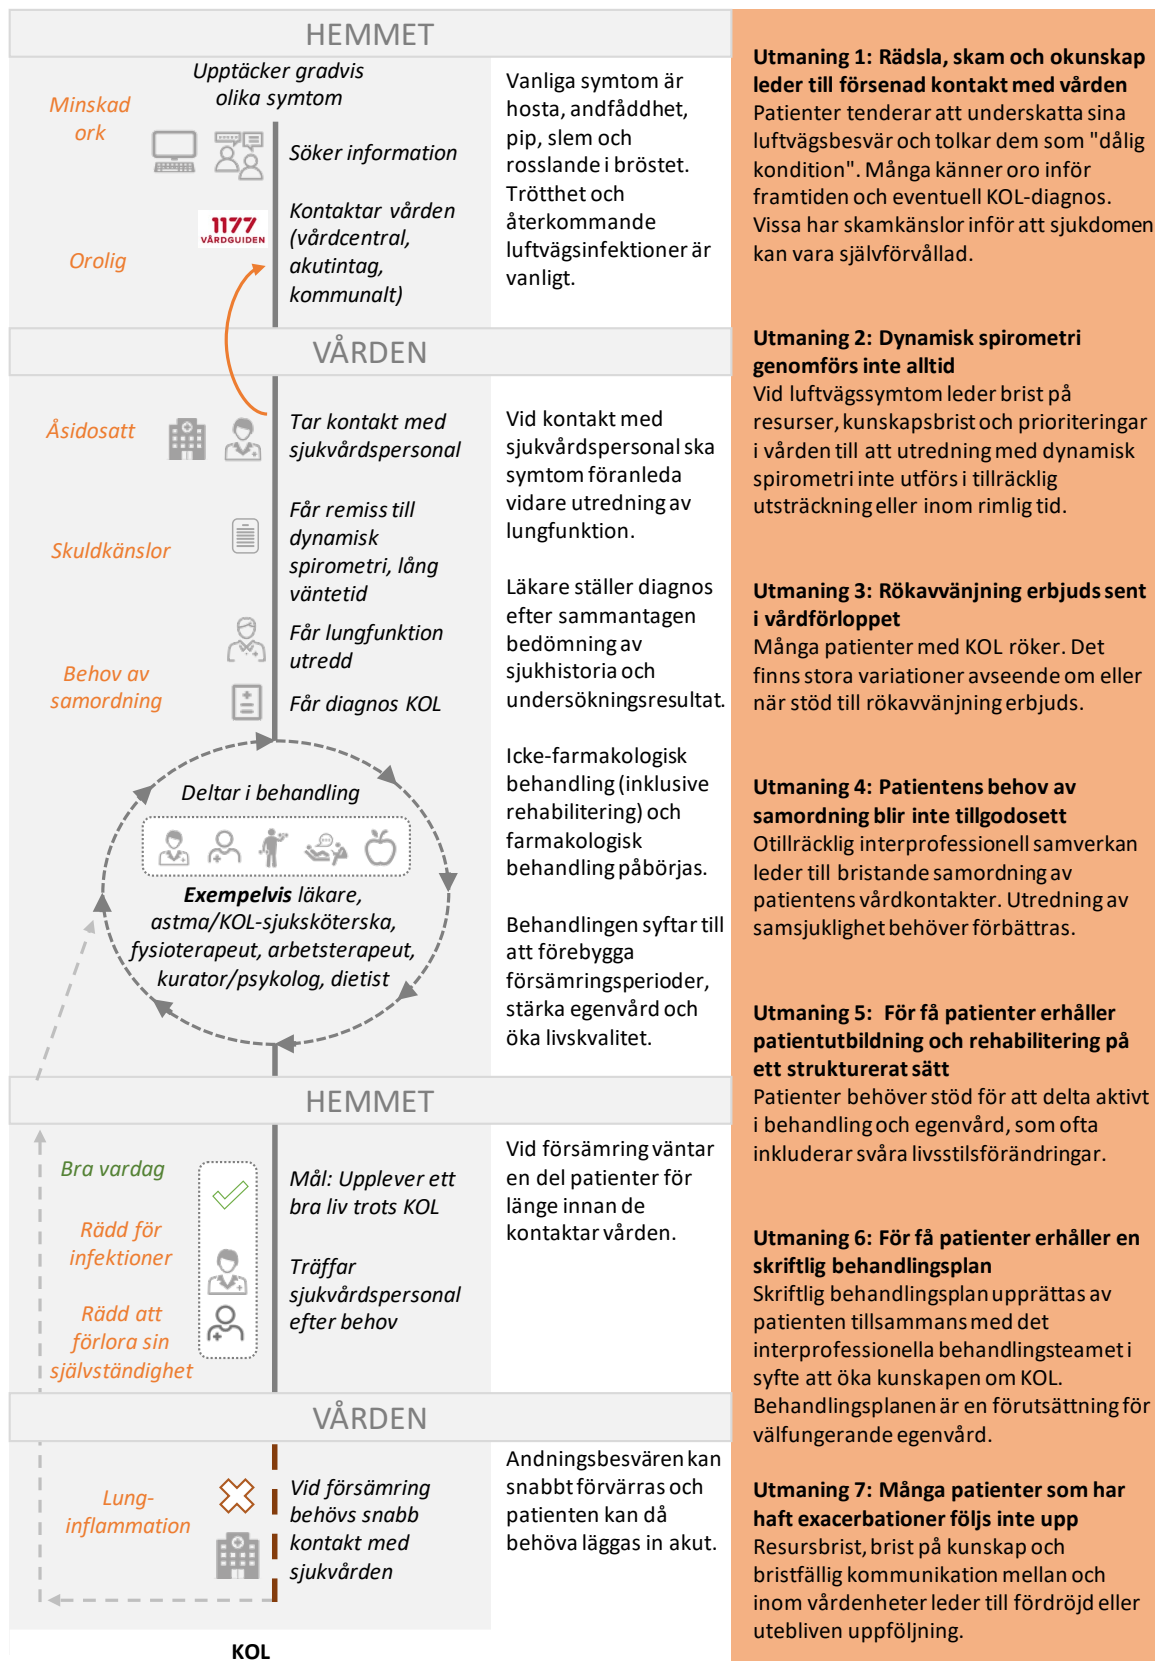 HEMMET
Upptäcker gradvis
olika symtom
Minskad
ork
Söker information
1177
VÅRDGUIDEN
Kontaktar vården
(vårdcentral,
akutintag,
kommunalt)
Orolig
Vanliga symtom är
hosta, andfåddhet,
pip, slem och
rosslande i bröstet.
Trötthet och
återkommande
luftvägsinfektioner är
vanligt.
VÅRDEN
Åsidosatt
Tar kontakt med
sjukvårdspersonal
Skuldkänslor
Får remiss till
dynamisk
spirometri, lång
väntetid
Får lungfunktion
utredd
Behov av
samordning
Får diagnos KOL
Vid kontakt med
sjukvårdspersonal ska
symtom föranleda
vidare utredning av
lungfunktion.
Läkare ställer diagnos
efter sammantagen
bedömning av
sjukhistoria och
undersökningsresultat.
Deltar i behandling
Exempelvis läkare,
astma/KOL-sjuksköterska,
fysioterapeut, arbetsterapeut,
kurator/psykolog, dietist
Icke-farmakologisk
behandling (inklusive
rehabilitering) och
farmakologisk
behandling påbörjas.
Behandlingen syftar till
att förebygga
försämringsperioder,
stärka egenvård och
öka livskvalitet.
HEMMET
Bra vardag
Mål: Upplever ett
bra liv trots KOL
Rädd för
infektioner
Träffar
sjukvårdspersonal
efter behov
Rädd att
förlora sin
självständighet
Vid försämring väntar
en del patienter för
länge innan de
kontaktar vården.
VÅRDEN
Lung-
inflammation
Vid försämring
behövs snabb
kontakt med
sjukvården
Andningsbesvären kan
snabbt förvärras och
patienten kan då
behöva läggas in akut.
KOL
Utmaning 1: Rädsla, skam och okunskap
leder till försenad kontakt med vården
Patienter tenderar att underskatta sina
luftvägsbesvär och tolkar dem som "dålig
kondition". Många känner oro inför
framtiden och eventuell KOL-diagnos.
Vissa har skamkänslor inför att sjukdomen
kan vara självförvållad.
Utmaning 2: Dynamisk spirometri
genomförs inte alltid
Vid luftvägssymtom leder brist på
resurser, kunskapsbrist och prioriteringar
i vården till att utredning med dynamisk
spirometri inte utförs i tillräcklig
utsträckning eller inom rimlig tid.
Utmaning 3: Rökavvänjning erbjuds sent
i vårdförloppet
Många patienter med KOL röker. Det
finns stora variationer avseende om eller
när stöd till rökavvänjning erbjuds.
Utmaning 4: Patientens behov av
samordning blir inte tillgodosett
Otillräcklig interprofessionell samverkan
leder till bristande samordning av
patientens vårdkontakter. Utredning av
samsjuklighet behöver förbättras.
Utmaning 5: För få patienter erhåller
patientutbildning och rehabilitering på
ett strukturerat sätt
Patienter behöver stöd för att delta aktivt
i behandling och egenvård, som ofta
inkluderar svåra livsstilsförändringar.
Utmaning 6: För få patienter erhåller en
skriftlig behandlingsplan
Skriftlig behandlingsplan upprättas av
patienten tillsammans med det
interprofessionella behandlingsteamet i
syfte att öka kunskapen om KOL.
Behandlingsplanen är en förutsättning för
välfungerande egenvård.
Utmaning 7: Många patienter som har
haft exacerbationer följs inte upp
Resursbrist, brist på kunskap och
bristfällig kommunikation mellan och
inom vårdenheter leder till fördröjd eller
utebliven uppföljning.